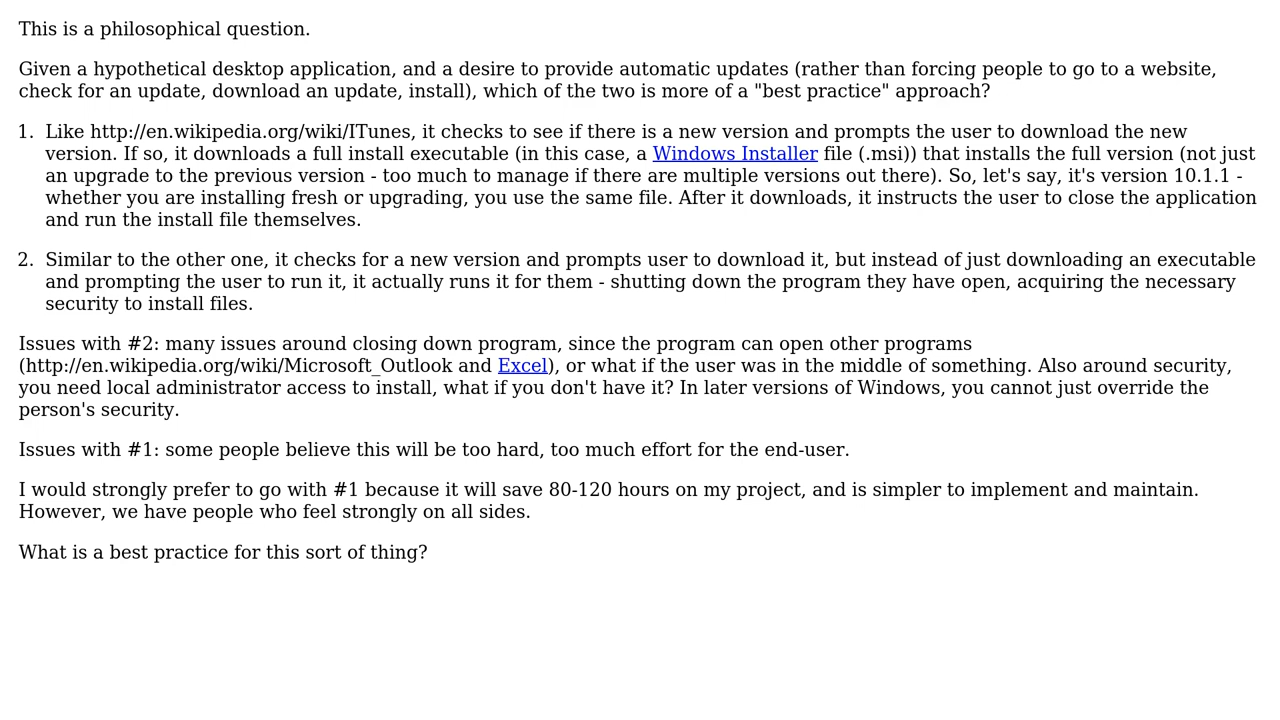 This is a philosophical question.
Given a hypothetical desktop application, and a desire to provide automatic updates (rather than forcing people to go to a website,
check for an update, download an update, install), which of the two is more of a "best practice" approach?
1. Like http://en.wikipedia.org/wiki/ITunes, it checks to see if there is a new version and prompts the user to download the new
version. If so, it downloads a full install executable (in this case, a Windows Installer file (.msi)) that installs the full version (not just
an upgrade to the previous version - too much to manage if there are multiple versions out there). So, let's say, it's version 10.1.1 -
whether you are installing fresh or upgrading, you use the same file. After it downloads, it instructs the user to close the application
and run the install file themselves.
2. Similar to the other one, it checks for a new version and prompts user to download it, but instead of just downloading an executable
and prompting the user to run it, it actually runs it for them - shutting down the program they have open, acquiring the necessary
security to install files.
Issues with #2: many issues around closing down program, since the program can open other programs
(http://en.wikipedia.org/wiki/Microsoft_Outlook and Excel), or what if the user was in the middle of something. Also around security,
you need local administrator access to install, what if you don't have it? In later versions of Windows, you cannot just override the
person's security.
Issues with #1: some people believe this will be too hard, too much effort for the end-user.
I would strongly prefer to go with #1 because it will save 80-120 hours on my project, and is simpler to implement and maintain.
However, we have people who feel strongly on all sides.
What is a best practice for this sort of thing?